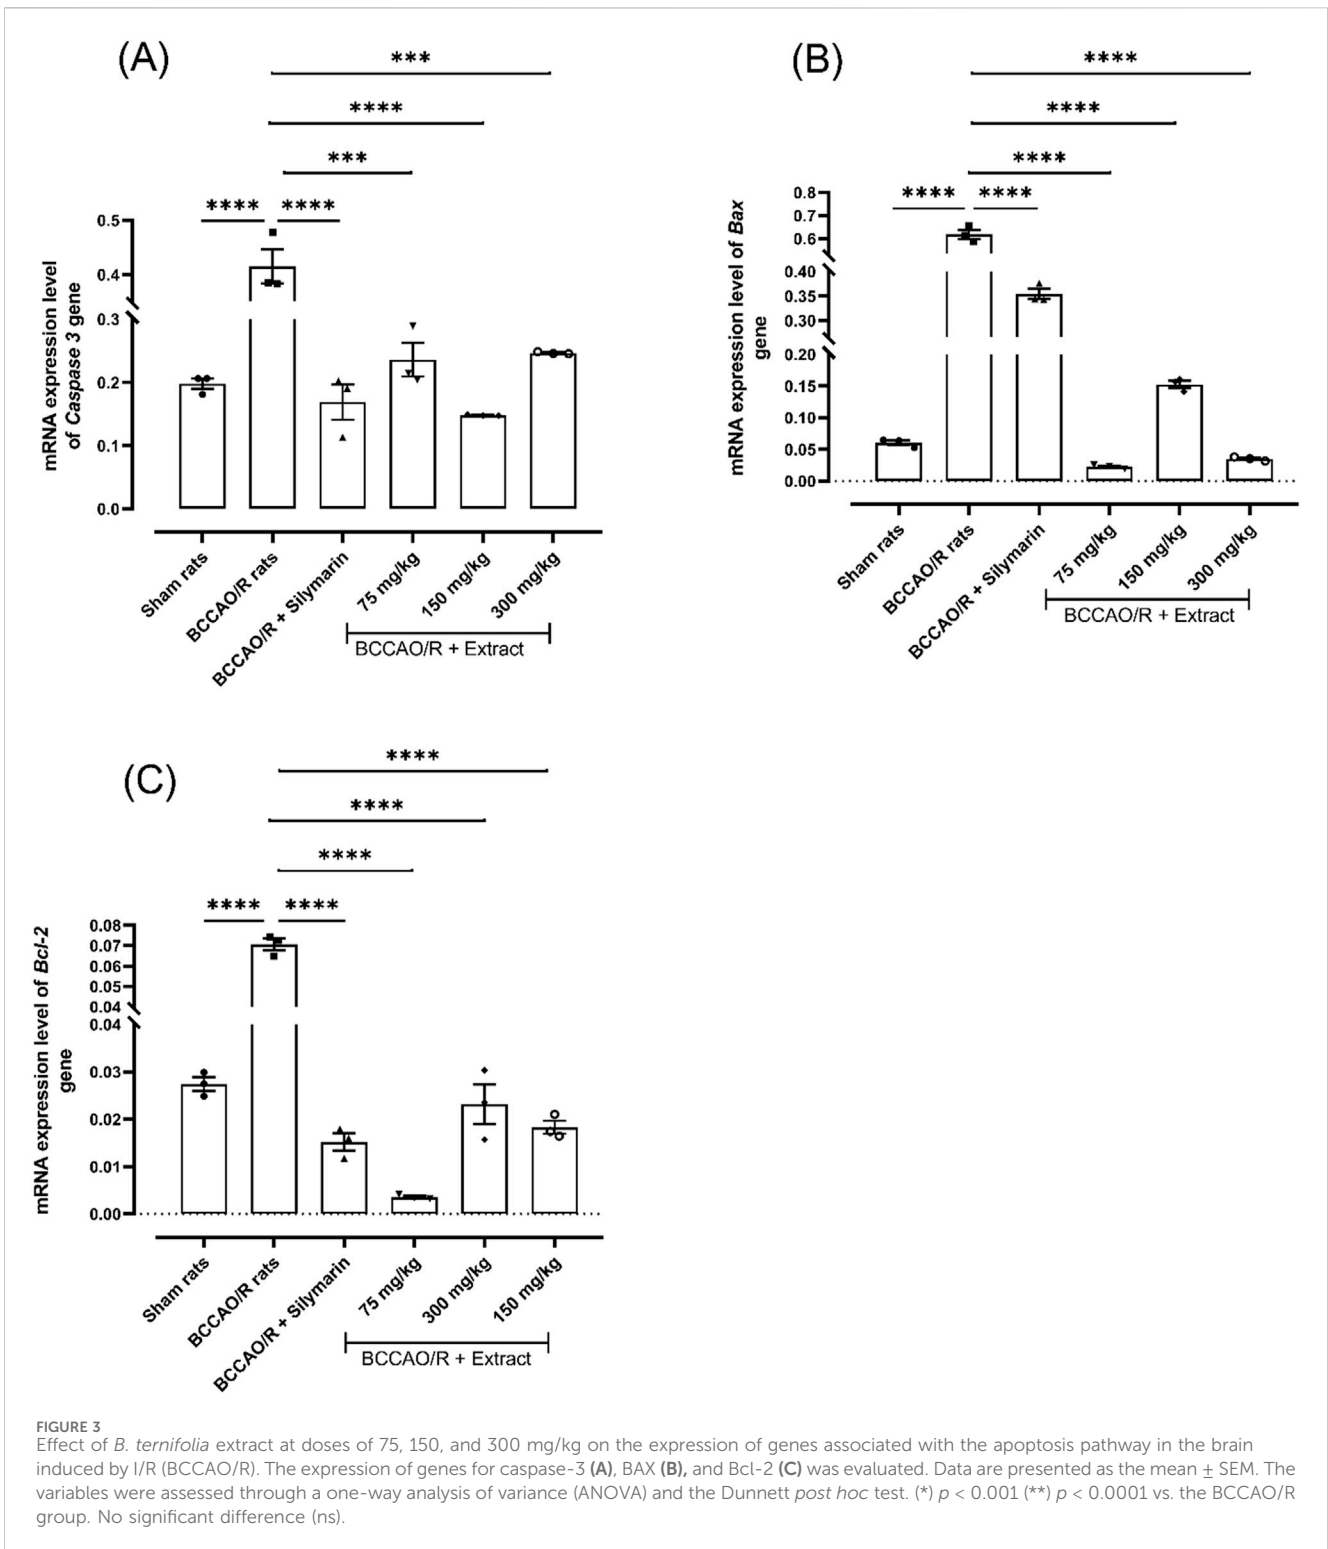 (A)
***
****
***
**** ****
0.5
0.4
0.3
0.2
0.1
0.0
mRNA expression level
of Caspase 3 gene
Sham rats
BCCAO/R rats
BCCAO/R + Silymarin
75 mg/kg
150 mg/kg
300 mg/kg
BCCAO/R + Extract
(B)
****
****
****
**** ****
0.8
0.7
0.6
0.40
0.35
0.30
0.20
0.15
0.10
0.05
0.00
mRNA expression level of Bax
gene
Sham rats
BCCAO/R rats
BCCAO/R + Silymarin
75 mg/kg
150 mg/kg
300 mg/kg
BCCAO/R + Extract
(C)
****
****
****
**** ****
0.08
0.07
0.06
0.05
0.04
0.04
0.03
0.02
0.01
0.00
mRNA expression level of Bcl-2
gene
Sham rats
BCCAO/R rats
BCCAO/R + Silymarin
75 mg/kg
300 mg/kg
150 mg/kg
BCCAO/R + Extract
FIGURE 3
Effect of B. ternifolia extract at doses of 75, 150, and 300 mg/kg on the expression of genes associated with the apoptosis pathway in the brain
induced by I/R (BCCAO/R). The expression of genes for caspase-3 (A), BAX (B), and Bcl-2 (C) was evaluated. Data are presented as the mean ± SEM. The
variables were assessed through a one-way analysis of variance (ANOVA) and the Dunnett post hoc test. (*) p < 0.001 (**) p < 0.0001 vs. the BCCAO/R
group. No significant difference (ns).